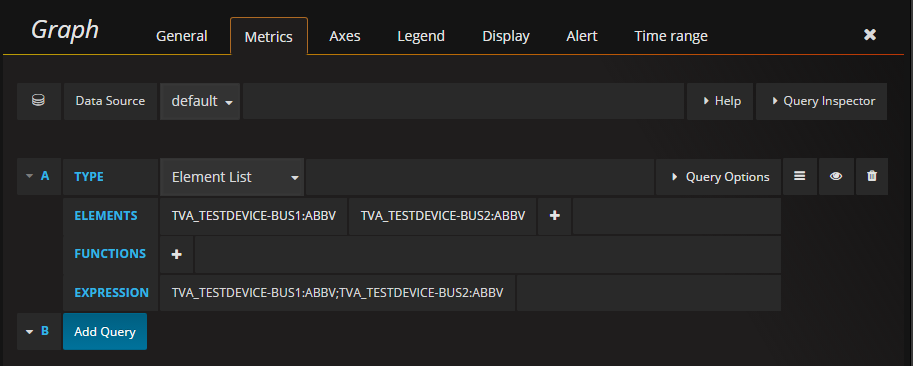 Graph General Metrics Axes Legend Display Alert Time range
Data Source default Help Query Inspector
A TYPE Element List Query Options
ELEMENTS TVA_TESTDEVICE-BUS1:ABBV TVA_TESTDEVICE-BUS2:ABBV
FUNCTIONS
EXPRESSION TVA_TESTDEVICE-BUS1:ABBV;TVA_TESTDEVICE-BUS2:ABBV
B Add Query